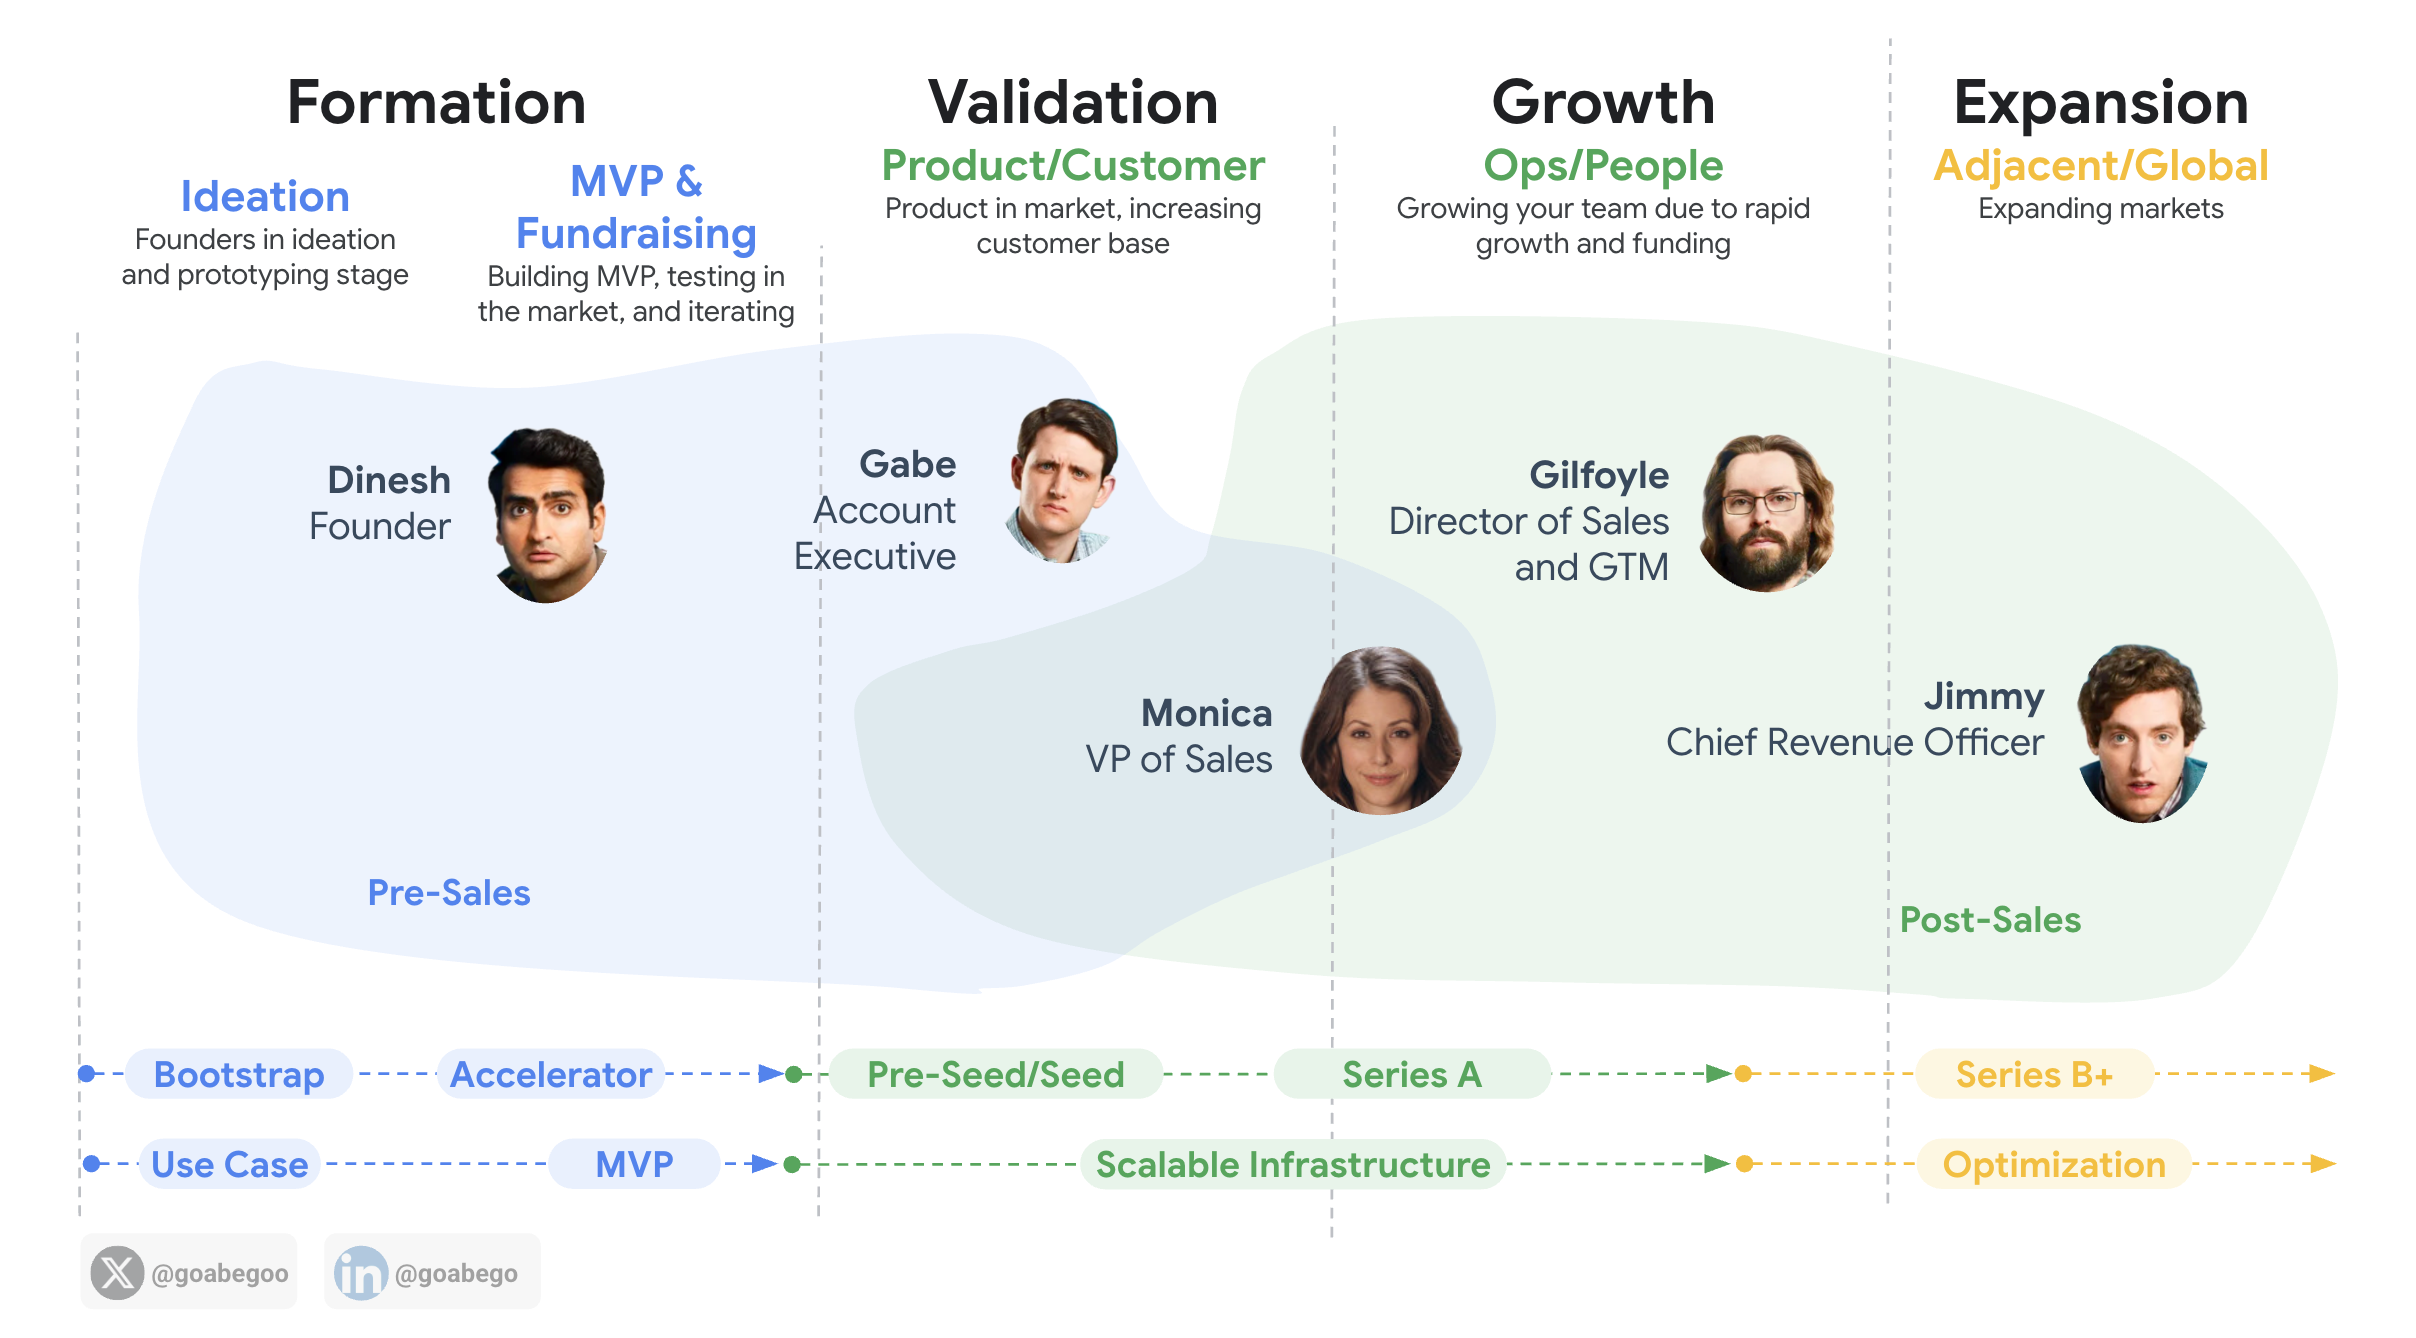 Formation
Ideation
Founders in ideation
and prototyping stage
MVP &
Fundraising
Building MVP, testing in
the market, and iterating
Validation
Product/Customer
Product in market, increasing
customer base
Growth
Ops/People
Growing your team due to rapid
growth and funding
Expansion
Adjacent/Global
Expanding markets
Dinesh
Founder
Gabe
Account
Executive
Monica
VP of Sales
Gilfoyle
Director of Sales
and GTM
Jimmy
Chief Revenue Officer
Pre-Sales
Post-Sales
Bootstrap
Accelerator
Pre-Seed/Seed
Series A
Series B+
Use Case
MVP
Scalable Infrastructure
Optimization
X @goabegoo
in @goabego